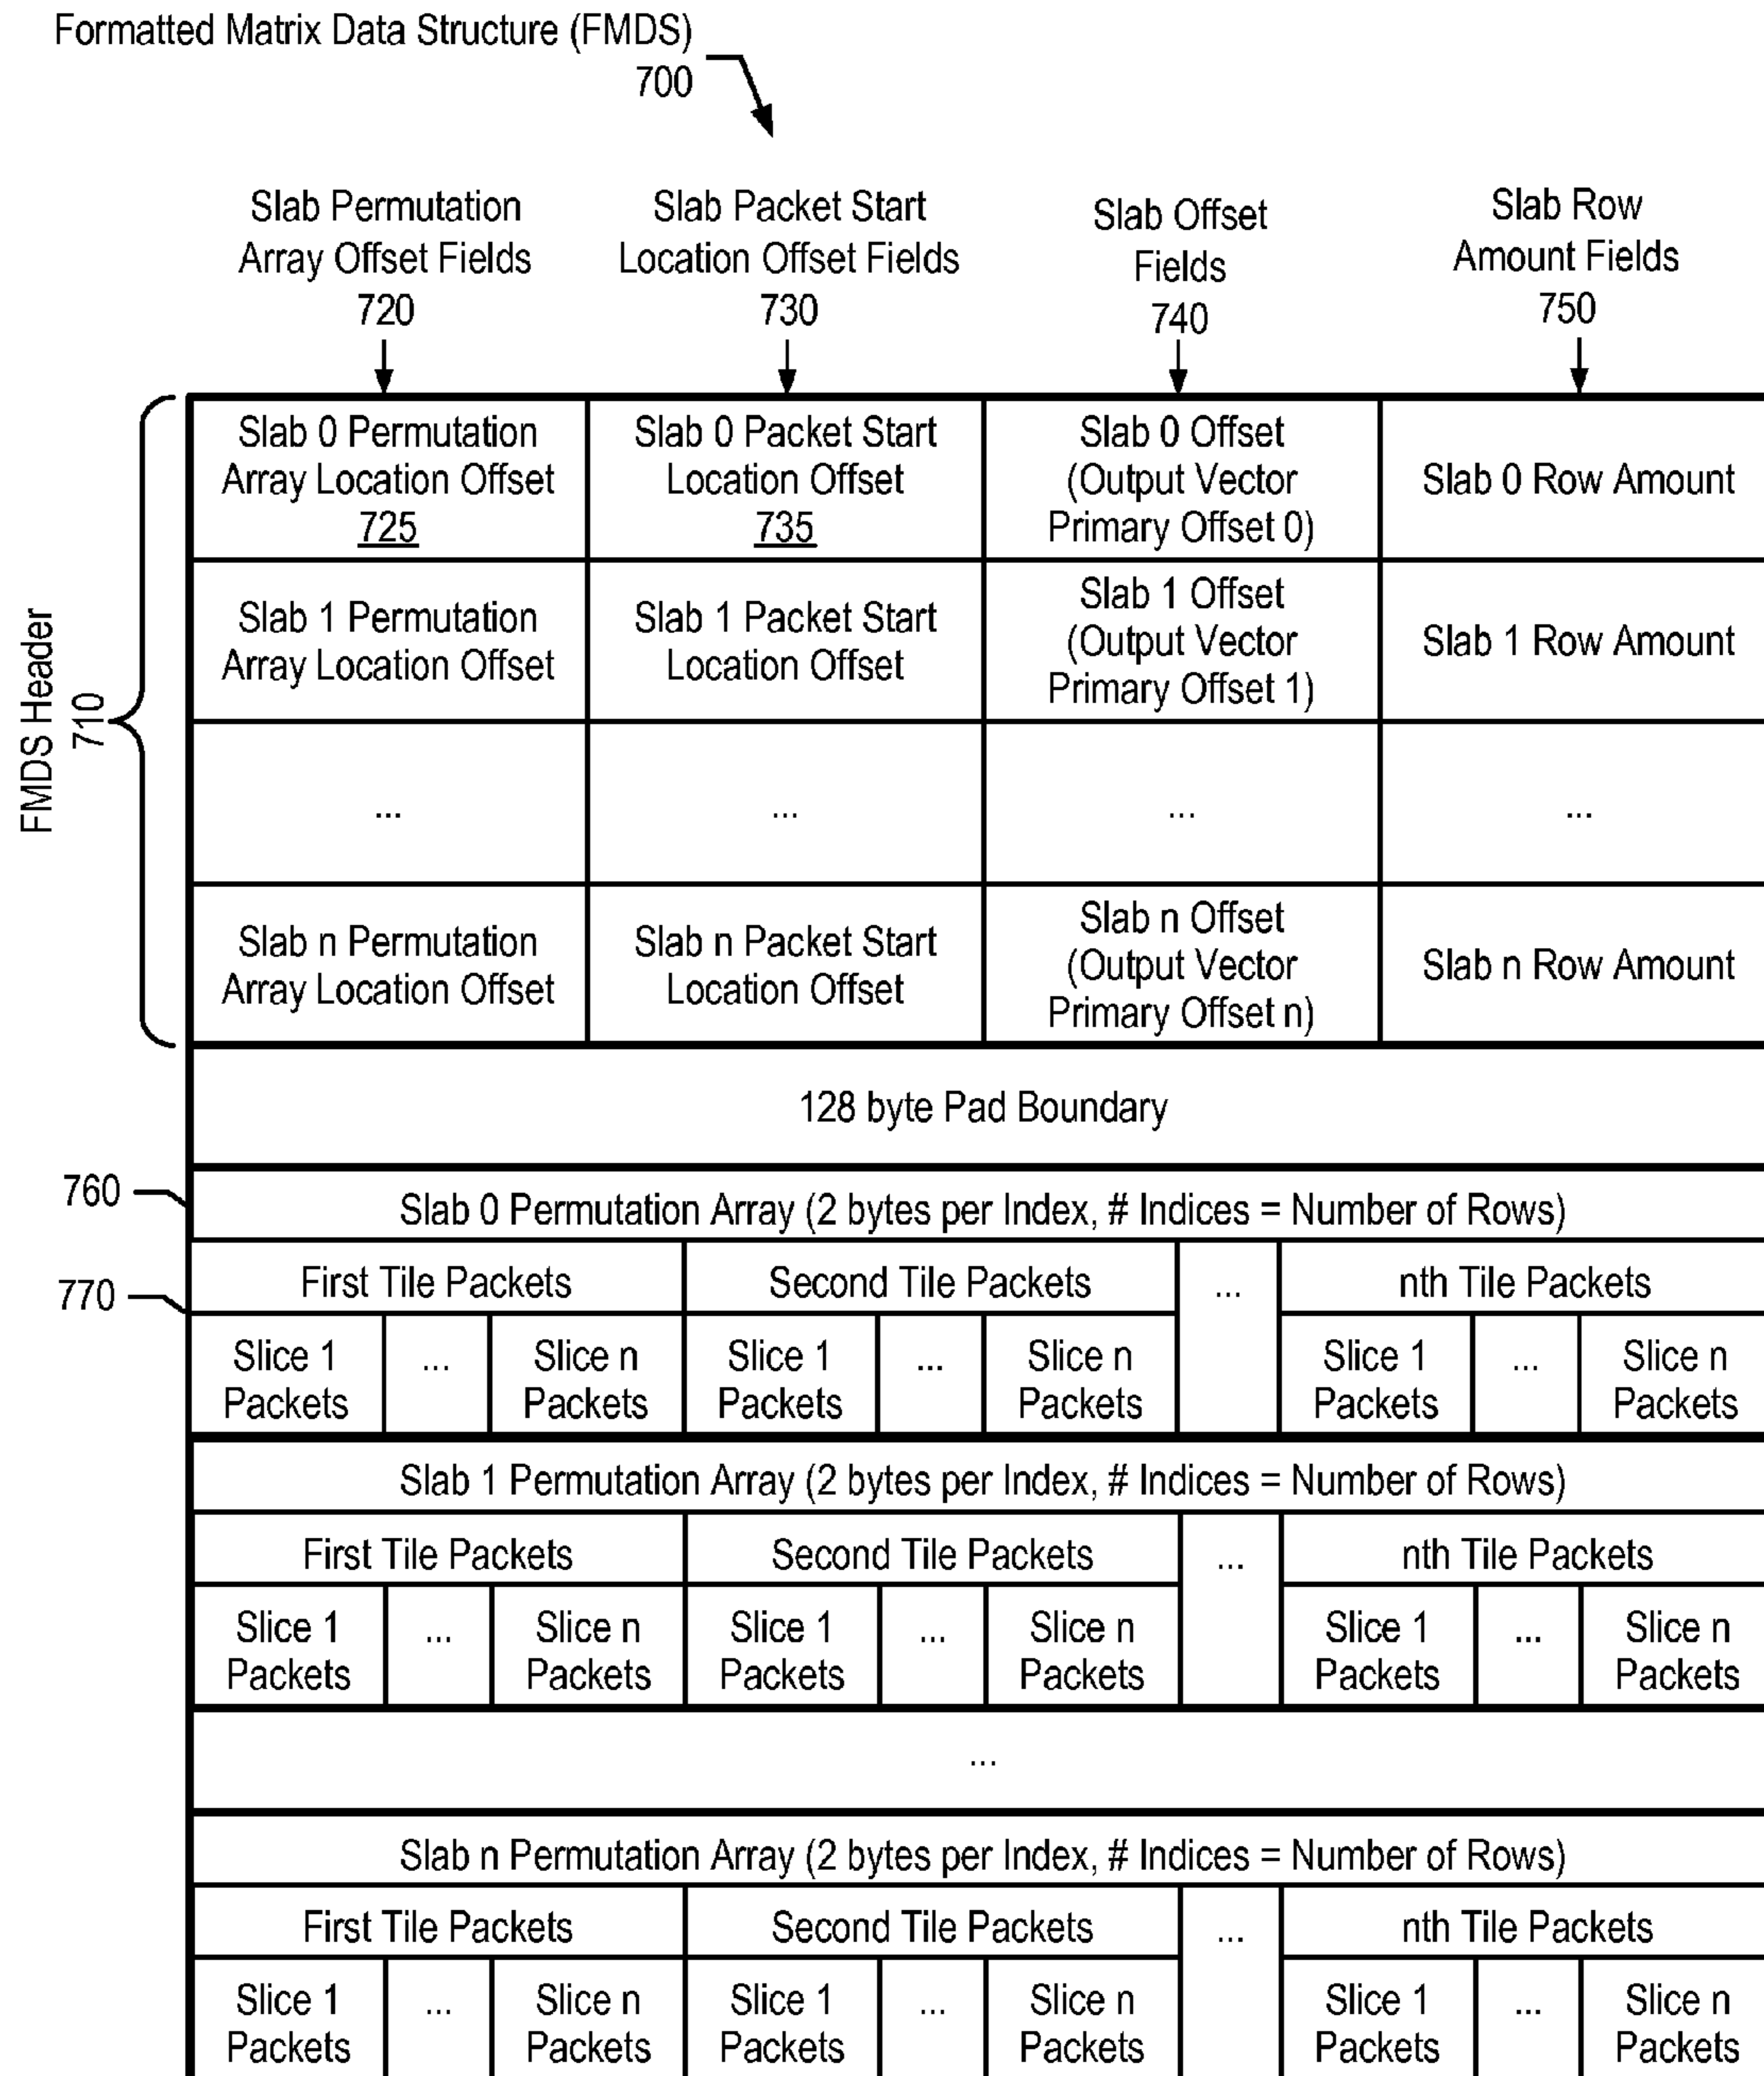 Formatted Matrix Data Structure (FMDS)
700
Slab Permutation
Array Offset Fields
720
Slab Packet Start
Location Offset Fields
730
Slab Offset
Fields
740
Slab Row
Amount Fields
750
FMDS Header
710
Slab 0 Permutation
Array Location Offset
725
Slab 0 Packet Start
Location Offset
735
Slab 0 Offset
(Output Vector
Primary Offset 0)
Slab 0 Row Amount
Slab 1 Permutation
Array Location Offset
Slab 1 Packet Start
Location Offset
Slab 1 Offset
(Output Vector
Primary Offset 1)
Slab 1 Row Amount
...
...
...
...
Slab n Permutation
Array Location Offset
Slab n Packet Start
Location Offset
Slab n Offset
(Output Vector
Primary Offset n)
Slab n Row Amount
128 byte Pad Boundary
760
Slab 0 Permutation Array (2 bytes per Index, # Indices = Number of Rows)
770
First Tile Packets
Second Tile Packets
...
nth Tile Packets
Slice 1
Packets
...
Slice n
Packets
Slice 1
Packets
...
Slice n
Packets
Slice 1
Packets
...
Slice n
Packets
Slab 1 Permutation Array (2 bytes per Index, # Indices = Number of Rows)
First Tile Packets
Second Tile Packets
...
nth Tile Packets
Slice 1
Packets
...
Slice n
Packets
Slice 1
Packets
...
Slice n
Packets
Slice 1
Packets
...
Slice n
Packets
...
Slab n Permutation Array (2 bytes per Index, # Indices = Number of Rows)
First Tile Packets
Second Tile Packets
...
nth Tile Packets
Slice 1
Packets
...
Slice n
Packets
Slice 1
Packets
...
Slice n
Packets
Slice 1
Packets
...
Slice n
Packets